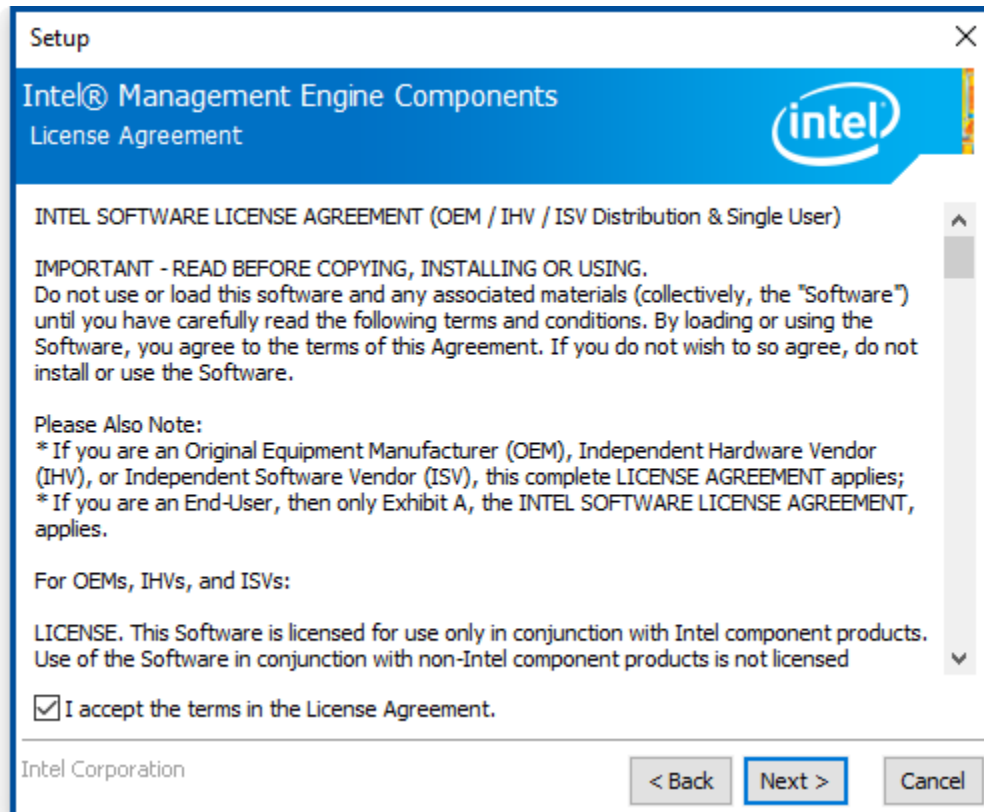 Setup
Intel® Management Engine Components
License Agreement
intel
INTEL SOFTWARE LICENSE AGREEMENT (OEM / IHV / ISV Distribution & Single User)
IMPORTANT - READ BEFORE COPYING, INSTALLING OR USING.
Do not use or load this software and any associated materials (collectively, the "Software")
until you have carefully read the following terms and conditions. By loading or using the
Software, you agree to the terms of this Agreement. If you do not wish to so agree, do not
install or use the Software.
Please Also Note:
* If you are an Original Equipment Manufacturer (OEM), Independent Hardware Vendor
(IHV), or Independent Software Vendor (ISV), this complete LICENSE AGREEMENT applies;
* If you are an End-User, then only Exhibit A, the INTEL SOFTWARE LICENSE AGREEMENT,
applies.
For OEMs, IHVs, and ISVs:
LICENSE. This Software is licensed for use only in conjunction with Intel component products.
Use of the Software in conjunction with non-Intel component products is not licensed
I accept the terms in the License Agreement.
Intel Corporation
< Back Next > Cancel